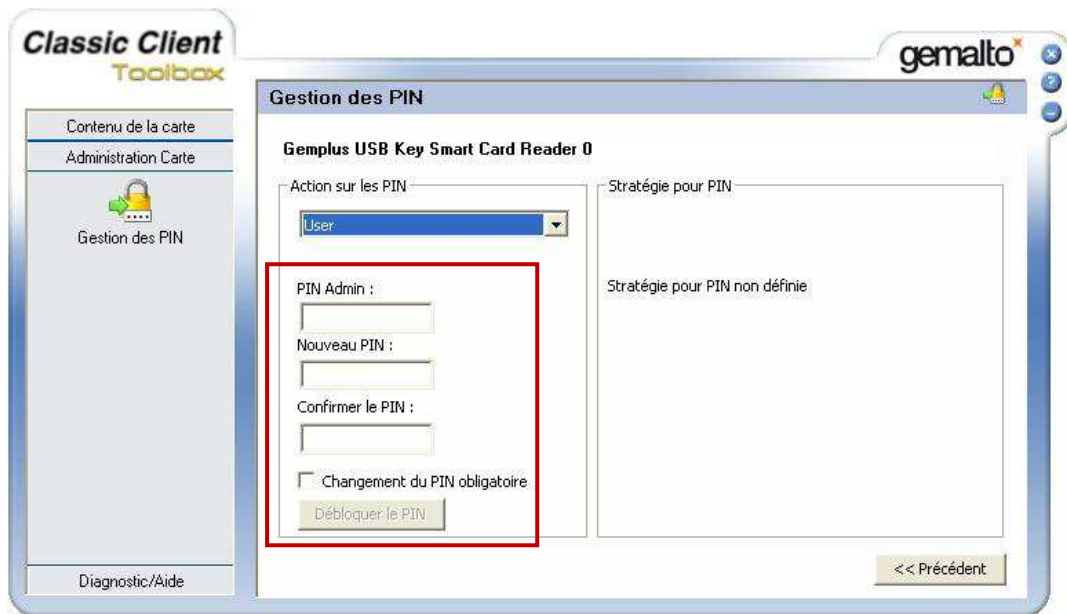 Classic Client
Toolbox
gemalto
Gestion des PIN
Contenu de la carte
Administration Carte
Gestion des PIN
Diagnostic/Aide
Gemplus USB Key Smart Card Reader 0
Action sur les PIN
User
PIN Admin :
Nouveau PIN :
Confirmer le PIN :
Changement du PIN obligatoire
Débloquer le PIN
Stratégie pour PIN
Stratégie pour PIN non définie
<< Précédent